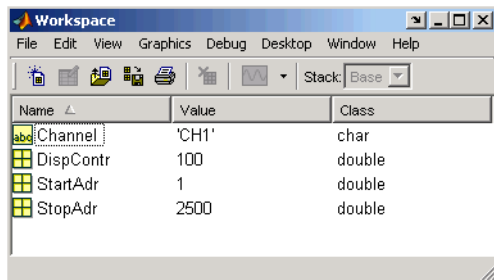 Workspace
File Edit View Graphics Debug Desktop Window Help
Stack: Base
Name Value Class
abc Channel 'CH1' char
DispContr 100 double
StartAdr 1 double
StopAdr 2500 double